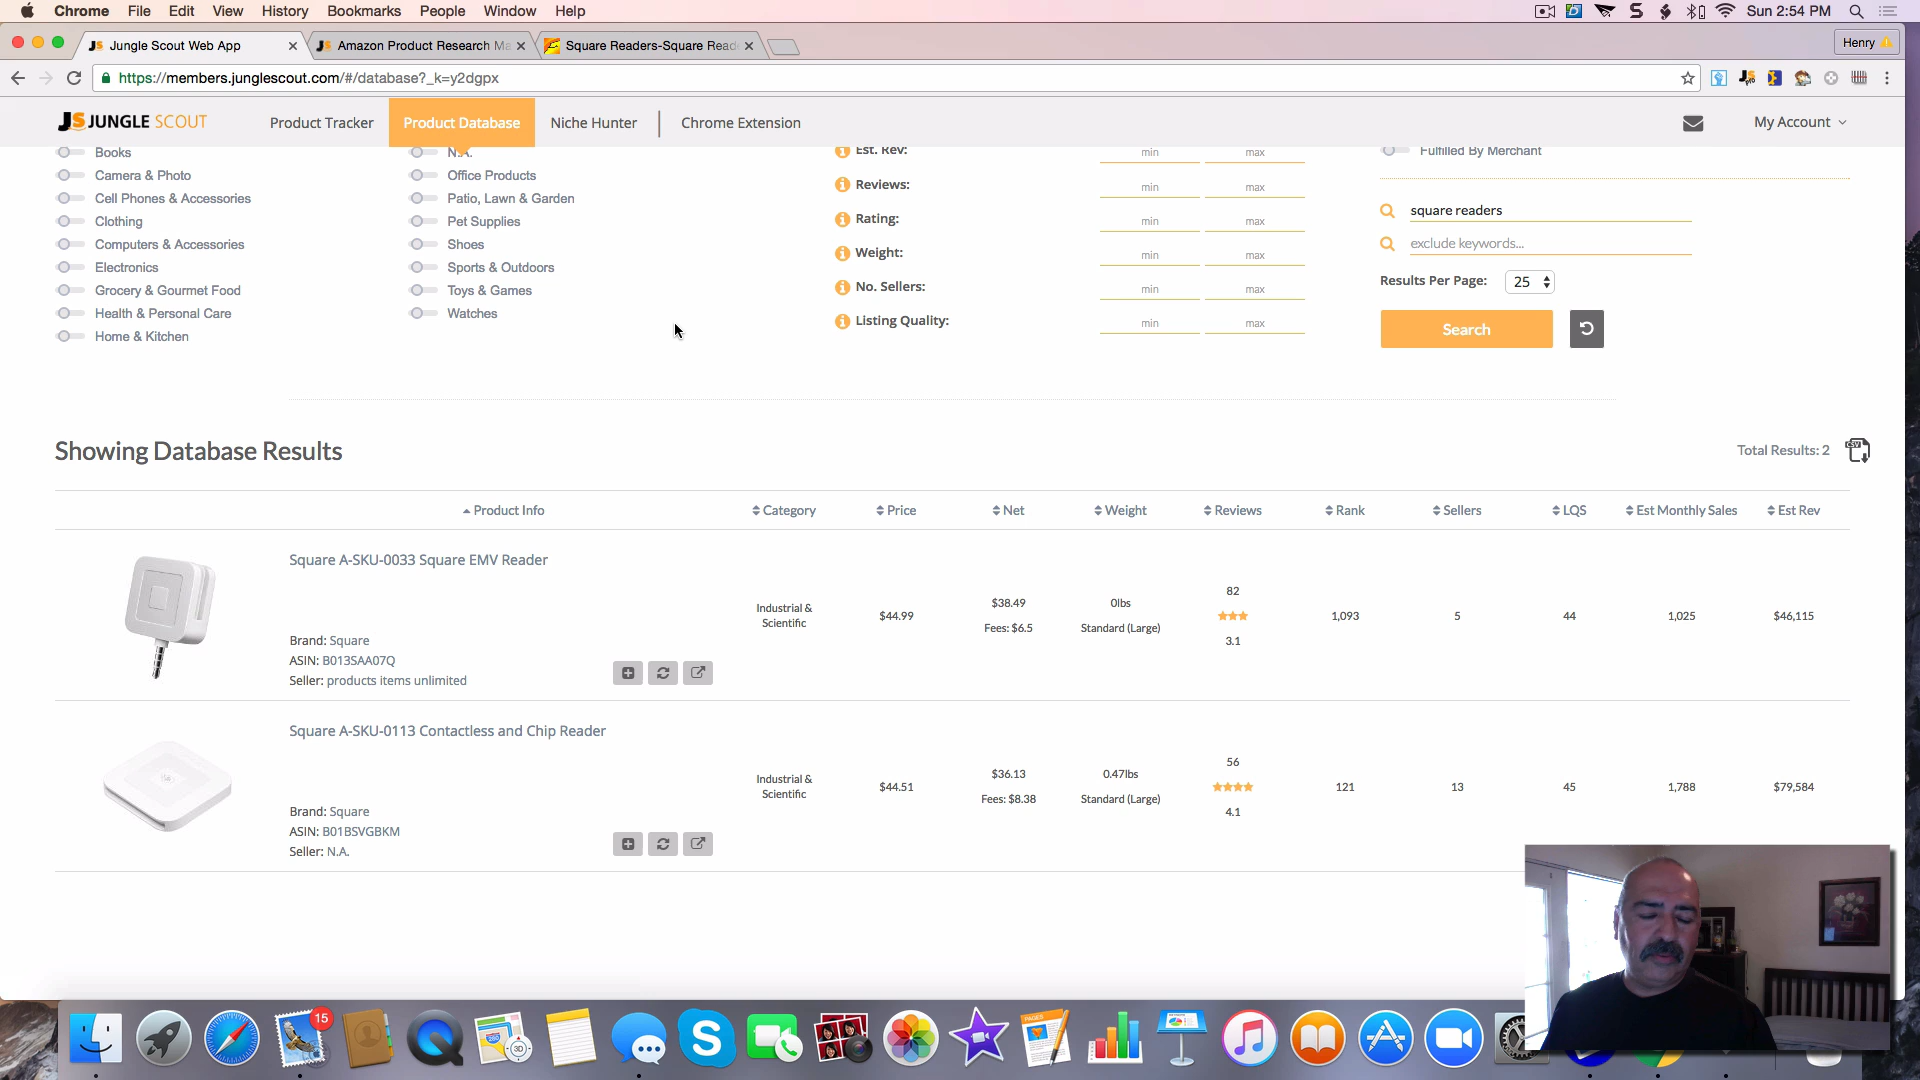 Chrome File Edit View History Bookmarks People Window Help Sun 2:54 PM
Jungle Scout Web App Amazon Product Research Ma Square Readers-Square Read Henry
https://members.junglescout.com/#/database?_k=y2dgpx
JS JUNGLE SCOUT Product Tracker Product Database Niche Hunter Chrome Extension My Account
Books N.A. Est. Rev: min max Fulfilled By Merchant
Camera & Photo Office Products
Cell Phones & Accessories Patio, Lawn & Garden Reviews: min max
Clothing Pet Supplies Rating: min max square readers
Computers & Accessories Shoes Weight: min max exclude keywords...
Electronics Sports & Outdoors
Grocery & Gourmet Food Toys & Games No. Sellers: min max Results Per Page: 25
Health & Personal Care Watches Listing Quality: min max Search
Home & Kitchen
Showing Database Results Total Results: 2 CSV
Product Info Category Price Net Weight Reviews Rank Sellers LQS Est Monthly Sales Est Rev
Square A-SKU-0033 Square EMV Reader
Industrial & Scientific $44.99 $38.49 Fees: $6.5 0lbs Standard (Large) 82 3.1 1,093 5 44 1,025 $46,115
Brand: Square
ASIN: B013SAA07Q
Seller: products items unlimited
Square A-SKU-0113 Contactless and Chip Reader
Industrial & Scientific $44.51 $36.13 Fees: $8.38 0.47lbs Standard (Large) 56 4.1 121 13 45 1,788 $79,584
Brand: Square
ASIN: B01BSVGBKM
Seller: N.A.
15
280 3D PAGES